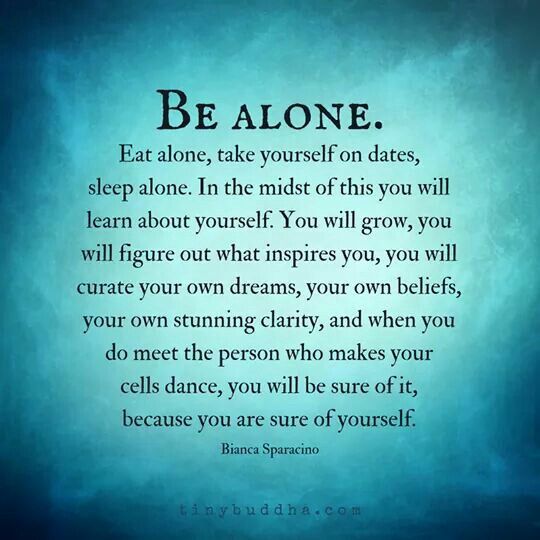 Be alone.
Eat alone, take yourself on dates,
sleep alone. In the midst of this you will
learn about yourself. You will grow, you
will figure out what inspires you, you will
curate your own dreams, your own beliefs,
your own stunning clarity, and when you
do meet the person who makes your
cells dance, you will be sure of it,
because you are sure of yourself.
Bianca Sparacino
tinybuddha.com